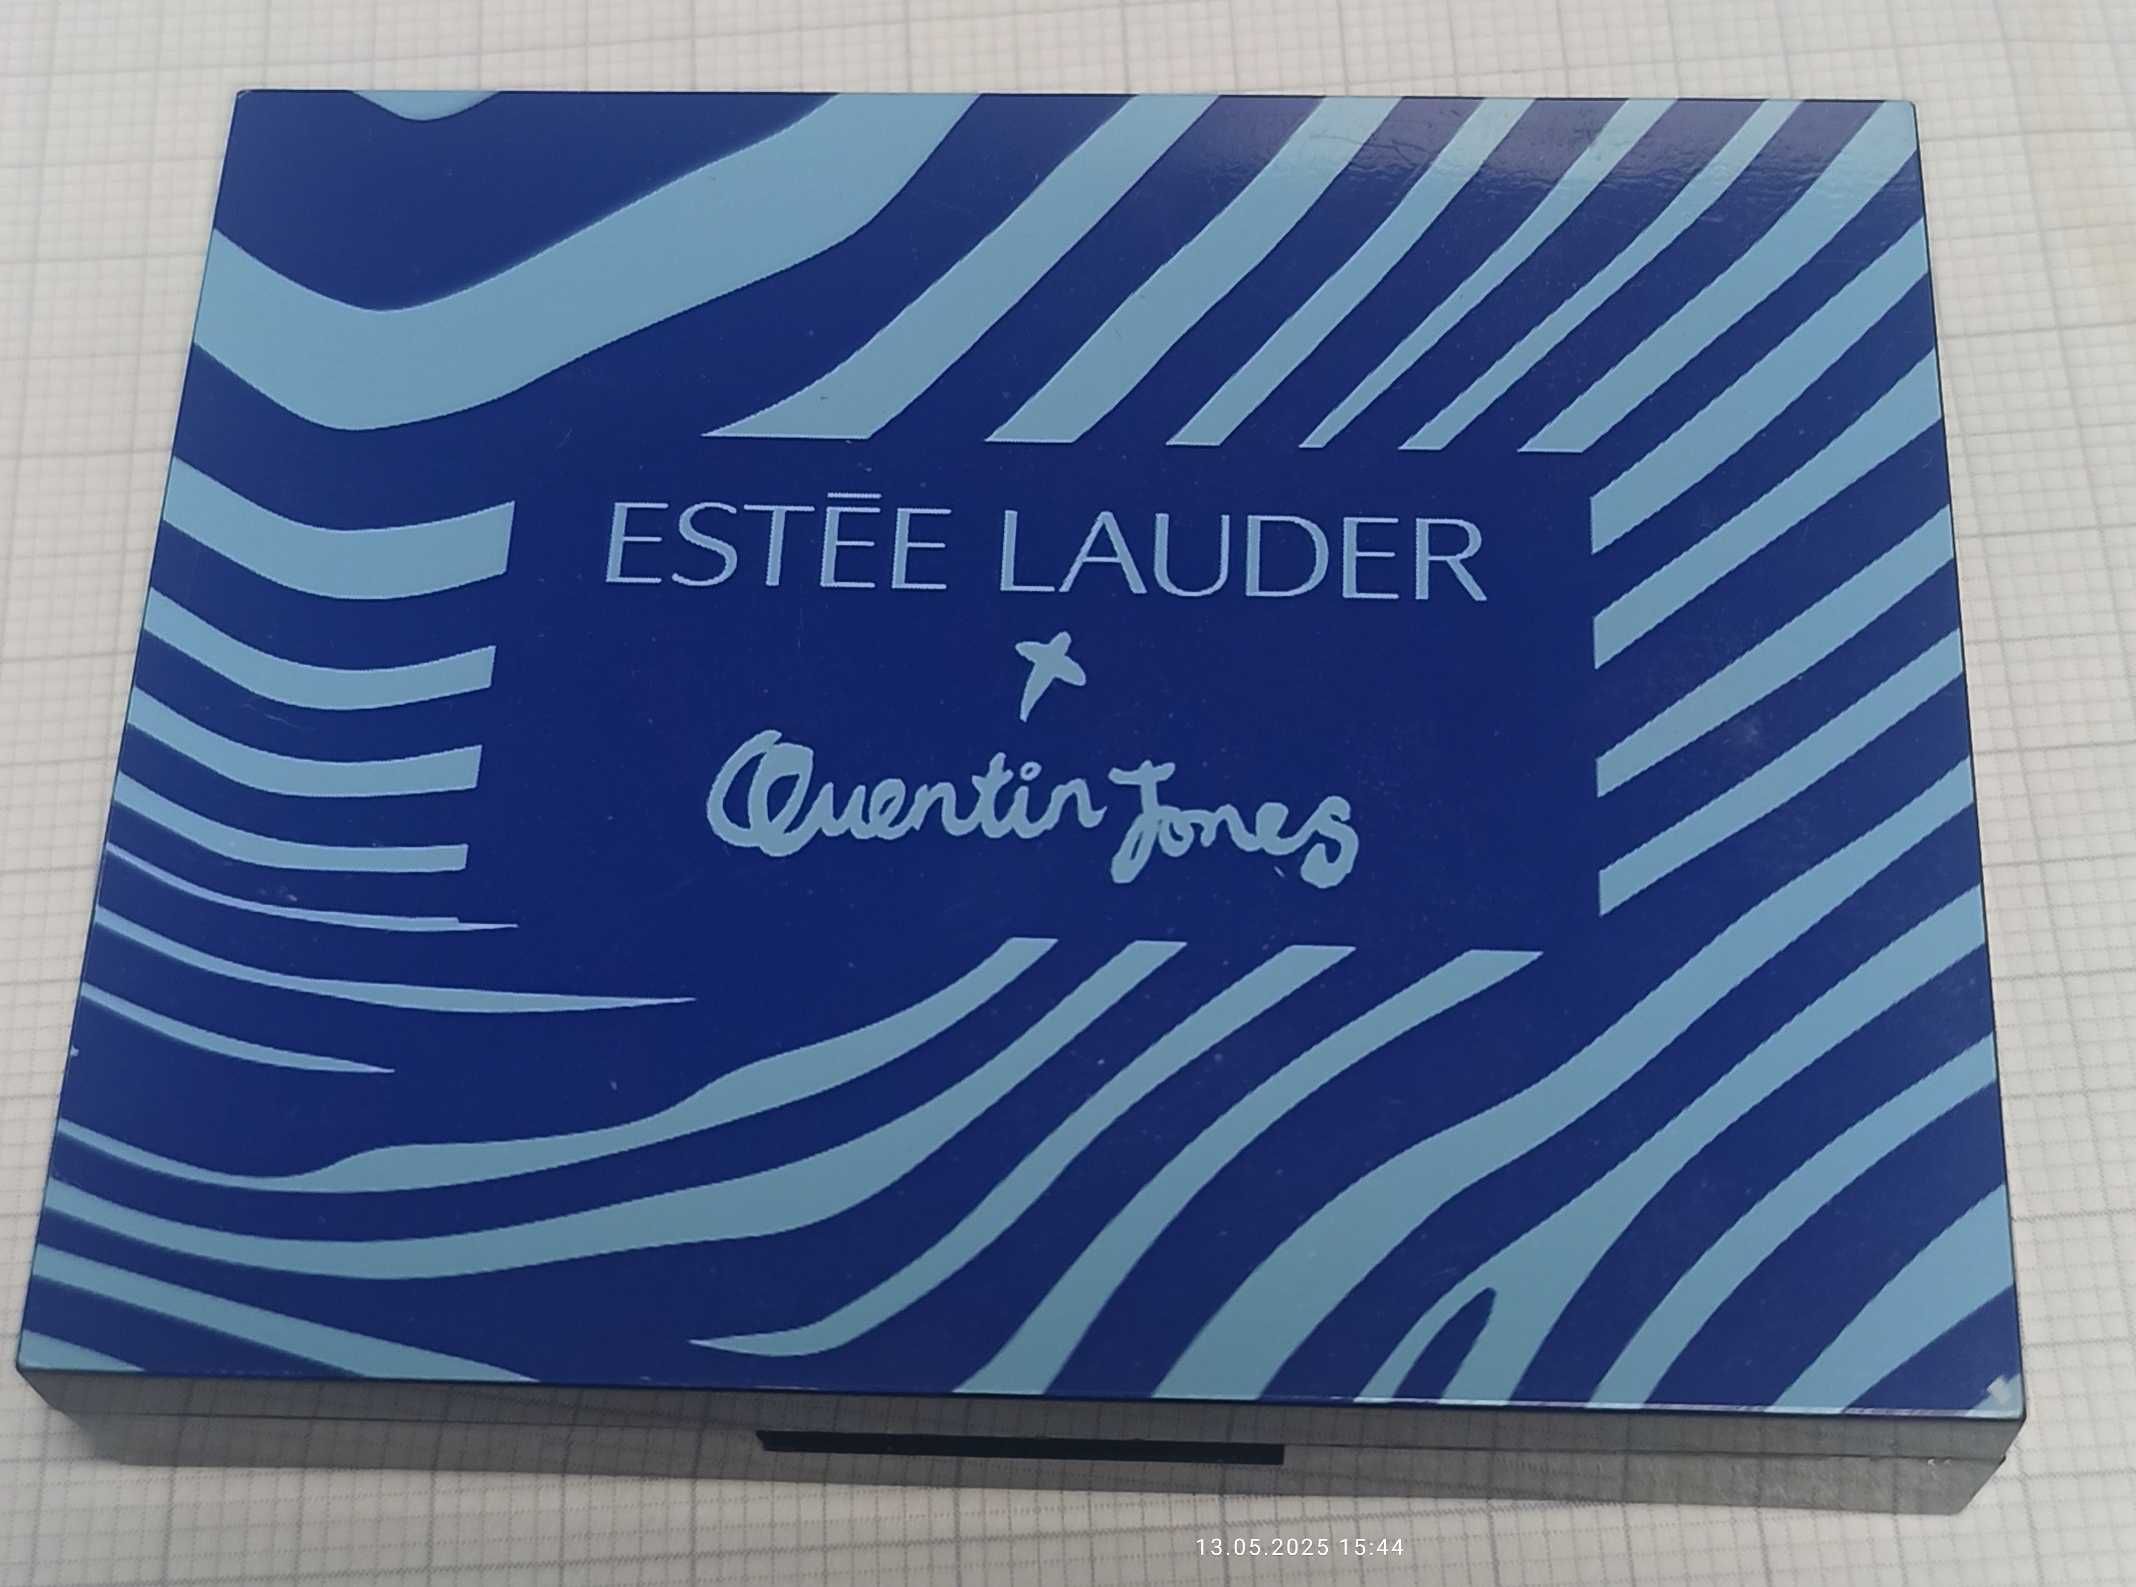 ESTĒE LAUDER
x
Quentin Jones
13.05.2025 15:44